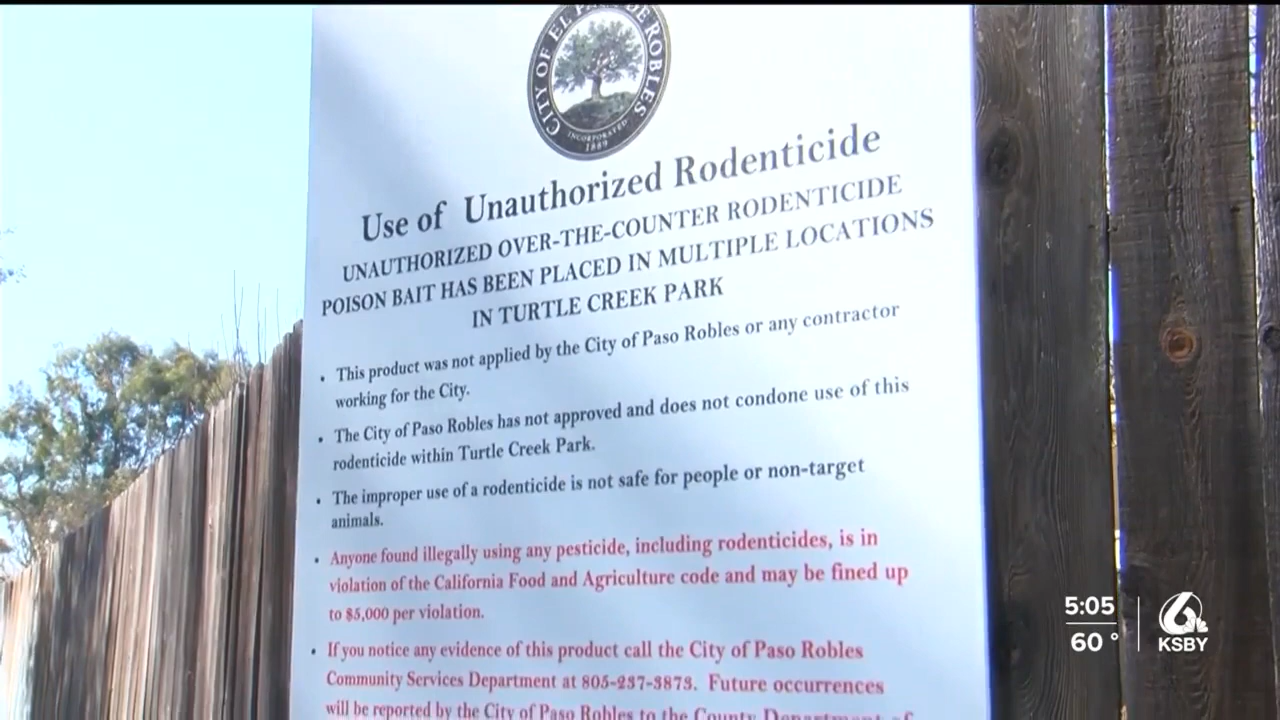 CITY OF EL PASO DE ROBLES
INCORPORATED
1889
Use of Unauthorized Rodenticide
UNAUTHORIZED OVER-THE-COUNTER RODENTICIDE
POISON BAIT HAS BEEN PLACED IN MULTIPLE LOCATIONS
IN TURTLE CREEK PARK
• This product was not applied by the City of Paso Robles or any contractor
working for the City.
• The City of Paso Robles has not approved and does not condone use of this
rodenticide within Turtle Creek Park.
• The improper use of a rodenticide is not safe for people or non-target
animals.
• Anyone found illegally using any pesticide, including rodenticides, is in
violation of the California Food and Agriculture code and may be fined up
to $5,000 per violation.
• If you notice any evidence of this product call the City of Paso Robles
Community Services Department at 805-237-3873. Future occurrences
will be reported by the City of Paso Robles to the County Department of
5:05
60°
6
KSBY